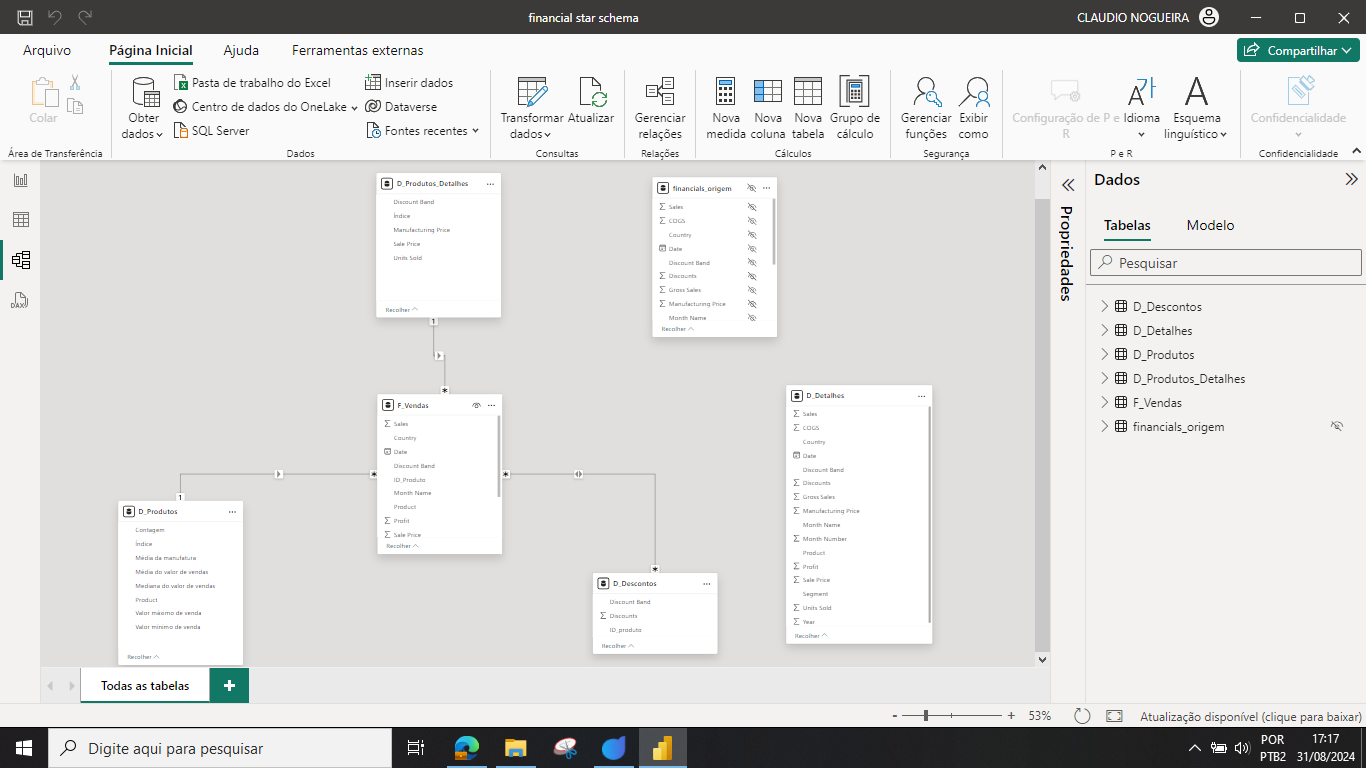 financial star schema
CLAUDIO NOGUEIRA
Arquivo
Página Inicial
Ajuda
Ferramentas externas
Compartilhar
Colar
Área de Transferência
Obter
dados
Pasta de trabalho do Excel
Centro de dados do OneLake
SQL Server
Inserir dados
Dataverse
Fontes recentes
Dados
Transformar
dados
Atualizar
Consultas
Gerenciar
relações
Relações
Nova
medida
Nova
coluna
Nova
tabela
Grupo de
cálculo
Cálculos
Gerenciar
funções
Exibir
como
Segurança
Configuração de P e
R
Idioma
Esquema
linguístico
P e R
Confidencialidade
Confidencialidade
DAX
D_Produtos_Detalhes
Discount Band
Índice
Manufacturing Price
Sale Price
Units Sold
Recolher
1
*
financials_origem
Sales
COGS
Country
Date
Discount Band
Discounts
Gross Sales
Manufacturing Price
Month Name
Recolher
F_Vendas
Sales
Country
Date
Discount Band
ID_Produto
Month Name
Product
Profit
Sale Price
Recolher
*
*
1
D_Produtos
Contagem
Índice
Média da manufatura
Média do valor de vendas
Mediana do valor de vendas
Product
Valor máximo de venda
Valor mínimo de venda
Recolher
*
D_Descontos
Discount Band
Discounts
ID_produto
Recolher
D_Detalhes
Sales
COGS
Country
Date
Discount Band
Discounts
Gross Sales
Manufacturing Price
Month Name
Month Number
Product
Profit
Sale Price
Segment
Units Sold
Year
Recolher
Propriedades
Dados
Tabelas
Modelo
Pesquisar
D_Descontos
D_Detalhes
D_Produtos
D_Produtos_Detalhes
F_Vendas
financials_origem
Todas as tabelas
+
- + 53%
Atualização disponível (clique para baixar)
Digite aqui para pesquisar
POR
PTB2
17:17
31/08/2024